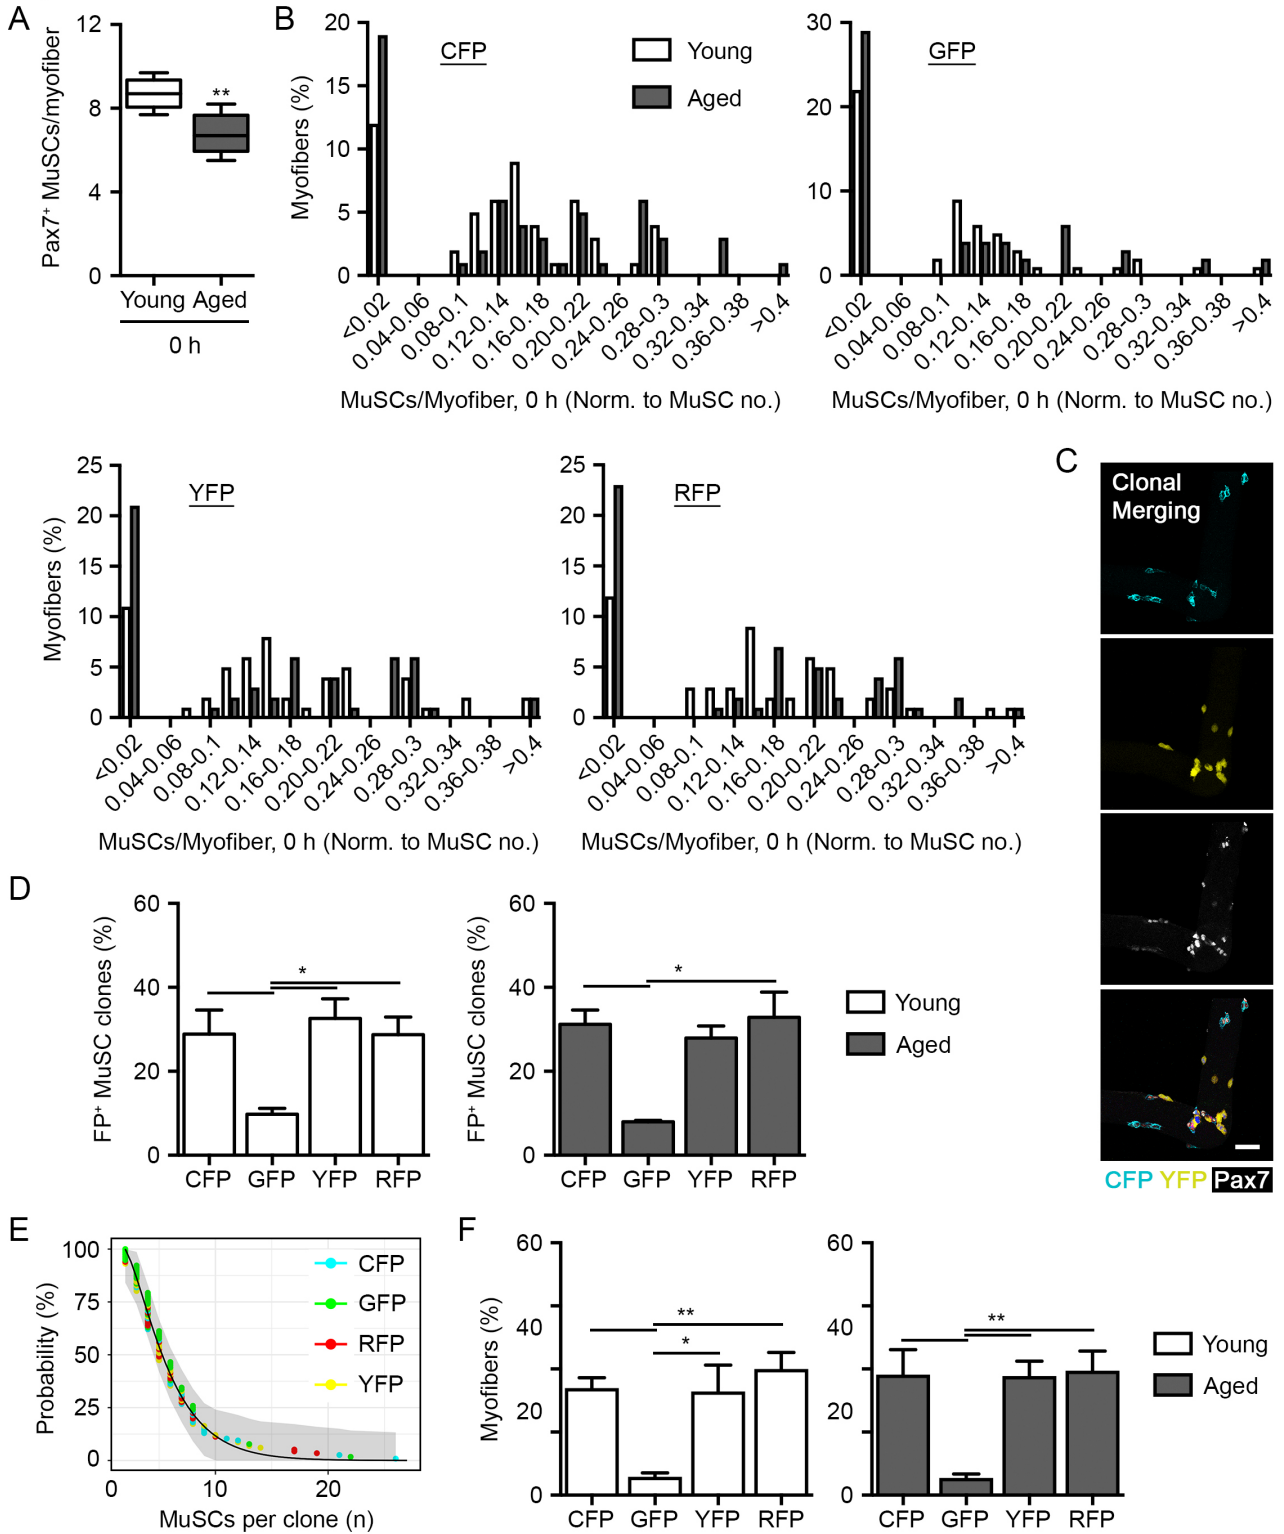 A
Pax7⁺ MuSCs/myofiber
12
8
4
0
**
Young Aged
0 h
B
Myofibers (%)
20
15
10
5
0
CFP
Young
Aged
<0.02
0.04-0.06
0.08-0.1
0.12-0.14
0.16-0.18
0.20-0.22
0.24-0.26
0.28-0.3
0.32-0.34
0.36-0.38
>0.4
MuSCs/Myofiber, 0 h (Norm. to MuSC no.)
30
20
10
0
GFP
<0.02
0.04-0.06
0.08-0.1
0.12-0.14
0.16-0.18
0.20-0.22
0.24-0.26
0.28-0.3
0.32-0.34
0.36-0.38
>0.4
MuSCs/Myofiber, 0 h (Norm. to MuSC no.)
Myofibers (%)
25
20
15
10
5
0
YFP
<0.02
0.04-0.06
0.08-0.1
0.12-0.14
0.16-0.18
0.20-0.22
0.24-0.26
0.28-0.3
0.32-0.34
0.36-0.38
>0.4
MuSCs/Myofiber, 0 h (Norm. to MuSC no.)
25
20
15
10
5
0
RFP
<0.02
0.04-0.06
0.08-0.1
0.12-0.14
0.16-0.18
0.20-0.22
0.24-0.26
0.28-0.3
0.32-0.34
0.36-0.38
>0.4
MuSCs/Myofiber, 0 h (Norm. to MuSC no.)
C
Clonal
Merging
CFP YFP Pax7
D
FP⁺ MuSC clones (%)
60
40
20
0
*
CFP GFP YFP RFP
FP⁺ MuSC clones (%)
60
40
20
0
*
CFP GFP YFP RFP
Young
Aged
E
Probability (%)
100
75
50
25
0
CFP
GFP
RFP
YFP
0 10 20
MuSCs per clone (n)
F
Myofibers (%)
60
40
20
0
**
*
CFP GFP YFP RFP
60
40
20
0
**
CFP GFP YFP RFP
Young
Aged